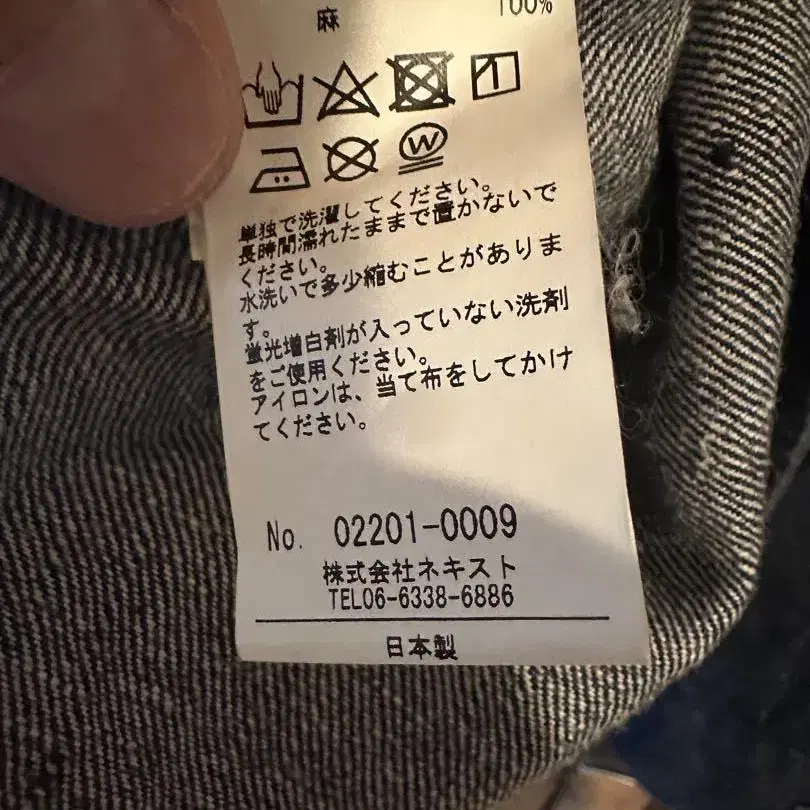 麻 100%
W
単独で洗濯してください。
長時間濡れたままで置かないで
ください。
水洗いで多少縮むことがありま
す。
蛍光増白剤が入っていない洗剤
をご使用ください。
アイロンは、当て布をしてかけ
てください。
No. 02201-0009
株式会社ネキスト
TEL06-6338-6886
日本製